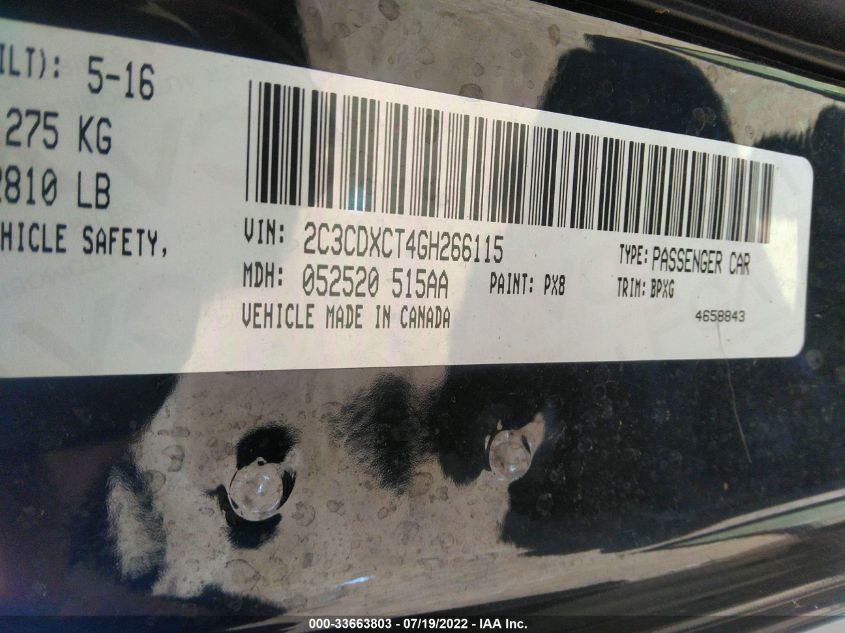 ILT): 5-16
275 KG
2810 LB
HICLE SAFETY,
VIN: 2C3CDXCT4GH266115
TYPE: PASSENGER CAR
MDH: 052520 515AA
PAINT: PX8
TRIM: BPXG
VEHICLE MADE IN CANADA
4658843
000-33663803 / 07/19/2022 - IAA Inc.